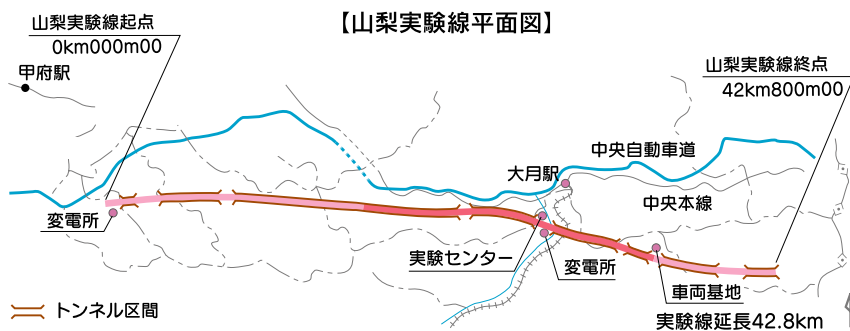 【山梨実験線平面図】
山梨実験線起点
0km000m00
甲府駅
山梨実験線終点
42km800m00
中央自動車道
大月駅
中央本線
変電所
実験センター
変電所
車両基地
トンネル区間
実験線延長42.8km